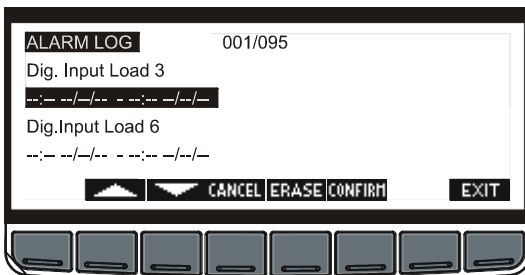 ALARM LOG 001/095
Dig. Input Load 3
--:-- --/--/-- - --:-- --/--/--
Dig.Input Load 6
--:-- --/--/-- - --:-- --/--/--
CANCEL ERASE CONFIRM EXIT